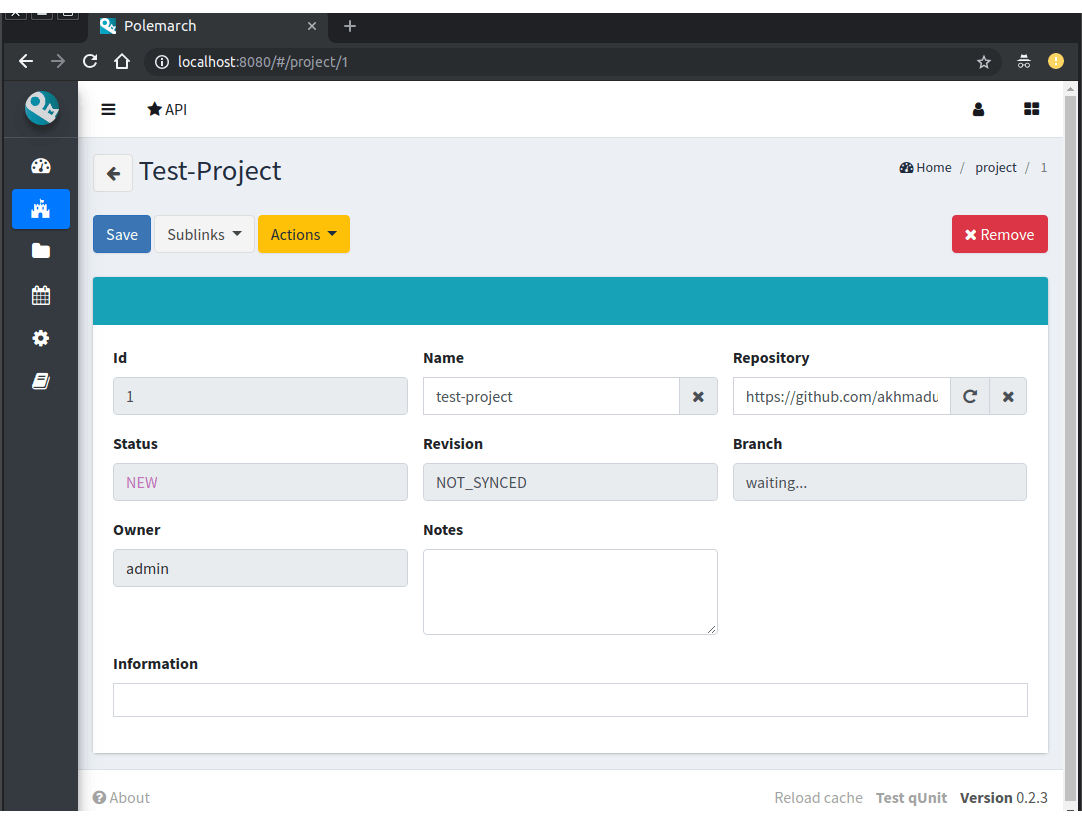 Polemarch
localhost:8080/#/project/1
API
Test-Project
Home / project / 1
Save Sublinks Actions Remove
Id Name Repository
1 test-project https://github.com/akhmadu
Status Revision Branch
NEW NOT_SYNCED waiting...
Owner Notes
admin
Information
About Reload cache Test qUnit Version 0.2.3